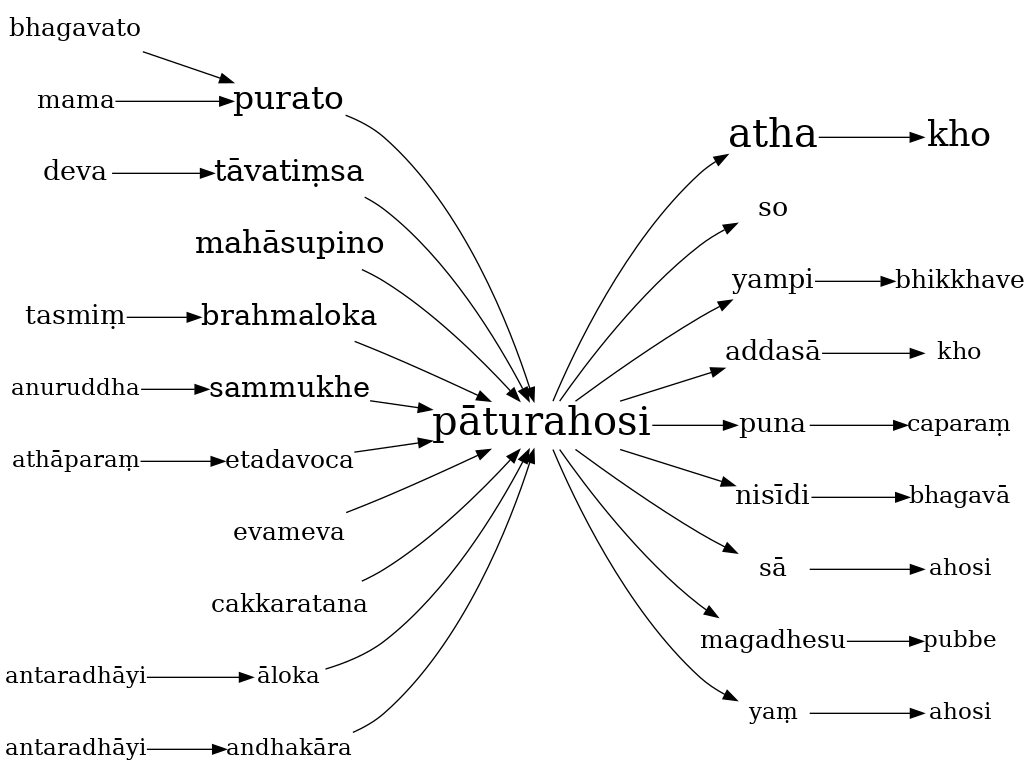 bhagavato
mama
purato
deva
tāvatiṃsa
mahāsupino
tasmiṃ
brahmaloka
anuruddha
sammukhe
athāparaṃ
etadavoca
evameva
cakkaratana
antaradhāyi
āloka
antaradhāyi
andhakāra
pāturahosi
atha
kho
so
yampi
bhikkhave
addasā
kho
puna
caparaṃ
nisīdi
bhagavā
sā
ahosi
magadhesu
pubbe
yaṃ
ahosi